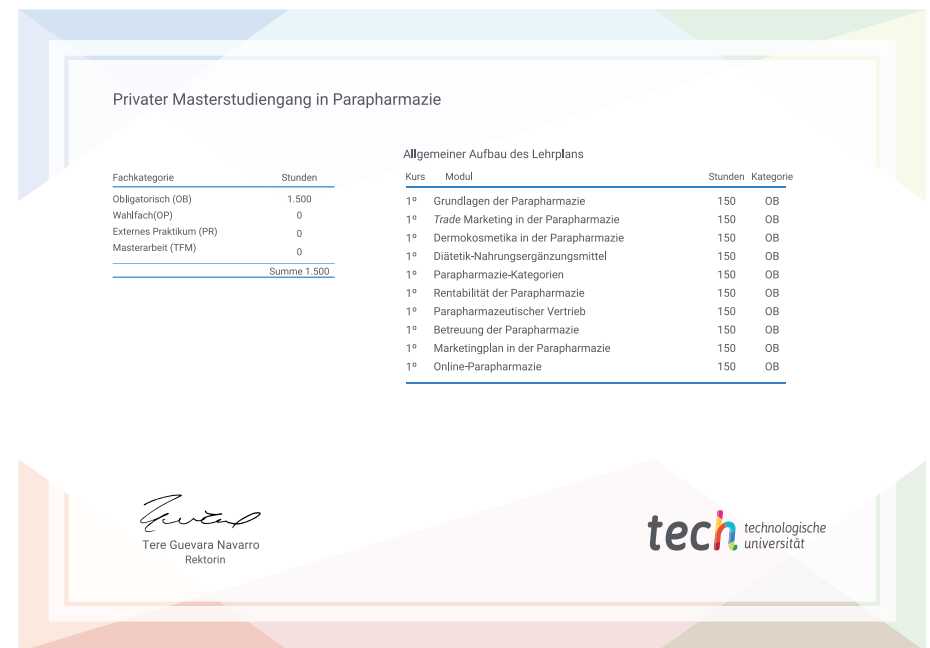 Privater Masterstudiengang in Parapharmazie
Fachkategorie Stunden
Obligatorisch (OB) 1.500
Wahlfach(OP) 0
Externes Praktikum (PR) 0
Masterarbeit (TFM) 0
Summe 1.500
Allgemeiner Aufbau des Lehrplans
Kurs Modul Stunden Kategorie
1º Grundlagen der Parapharmazie 150 OB
1º Trade Marketing in der Parapharmazie 150 OB
1º Dermokosmetika in der Parapharmazie 150 OB
1º Diätetik-Nahrungsergänzungsmittel 150 OB
1º Parapharmazie-Kategorien 150 OB
1º Rentabilität der Parapharmazie 150 OB
1º Parapharmazeutischer Vertrieb 150 OB
1º Betreuung der Parapharmazie 150 OB
1º Marketingplan in der Parapharmazie 150 OB
1º Online-Parapharmazie 150 OB
Tere Guevara Navarro
Rektorin
tech technologische
universität